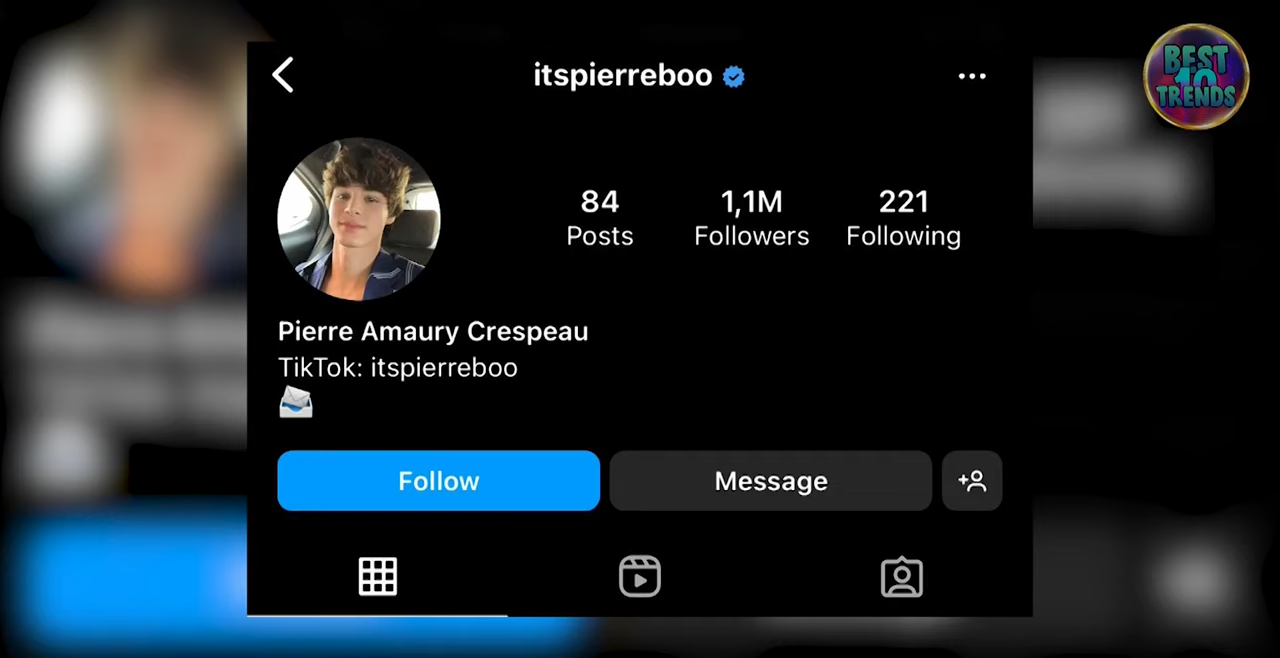 itspierreboo
BEST
10
TRENDS
84
Posts
1,1M
Followers
221
Following
Pierre Amaury Crespeau
TikTok: itspierreboo
Follow
Message